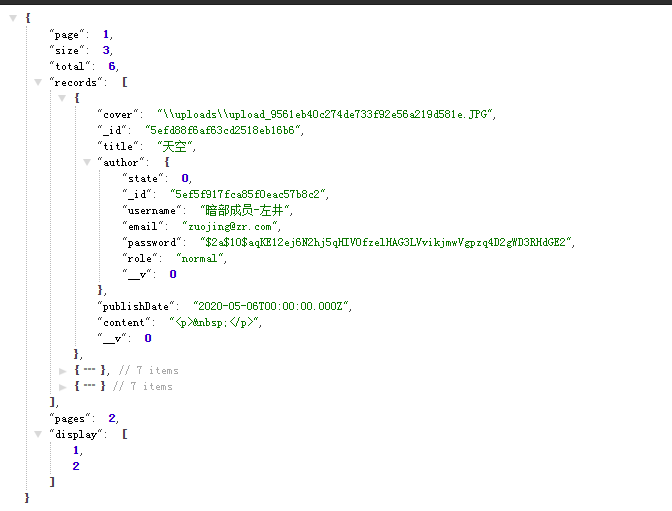 {
"page": 1,
"size": 3,
"total": 6,
"records": [
{
"cover": "\\uploads\\upload_9561eb40c274de733f92e56a219d581e.JPG",
"_id": "5efd88f6af63cd2518eb16b6",
"title": "天空",
"author": {
"state": 0,
"_id": "5ef5f917fca85f0eac57b8c2",
"username": "暗部成员-左井",
"email": "zuojing@zr.com",
"password": "$2a$10$aqKE12ej6N2hj5qHIVOfzelHAG3LVvikjmwVgpzq4D2gWD3RHdGE2",
"role": "normal",
"__v": 0
},
"publishDate": "2020-05-06T00:00:00.000Z",
"content": "<p>&nbsp;</p>",
"__v": 0
},
{ ... }, // 7 items
{ ... } // 7 items
],
"pages": 2,
"display": [
1,
2
]
}